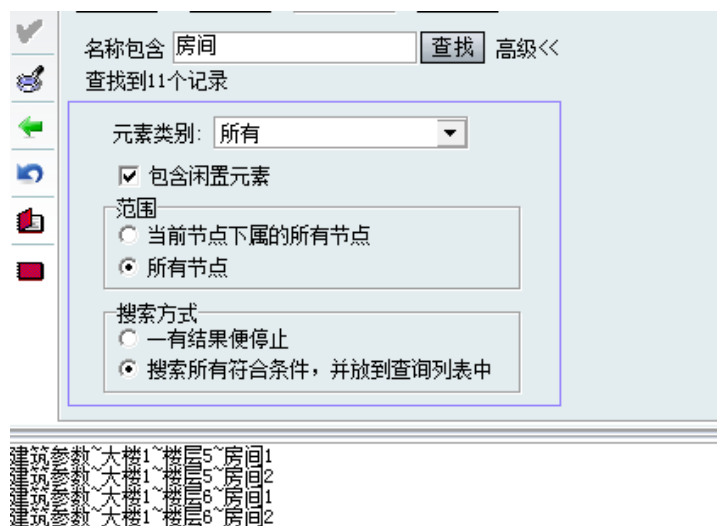 名称包含 房间 查找 高级<<
查找到11个记录
元素类别: 所有
包含闲置元素
范围
当前节点下属的所有节点
所有节点
搜索方式
一有结果便停止
搜索所有符合条件，并放到查询列表中
建筑参数~大楼1~楼层5~房间1
建筑参数~大楼1~楼层5~房间2
建筑参数~大楼1~楼层6~房间1
建筑参数~大楼1~楼层6~房间2